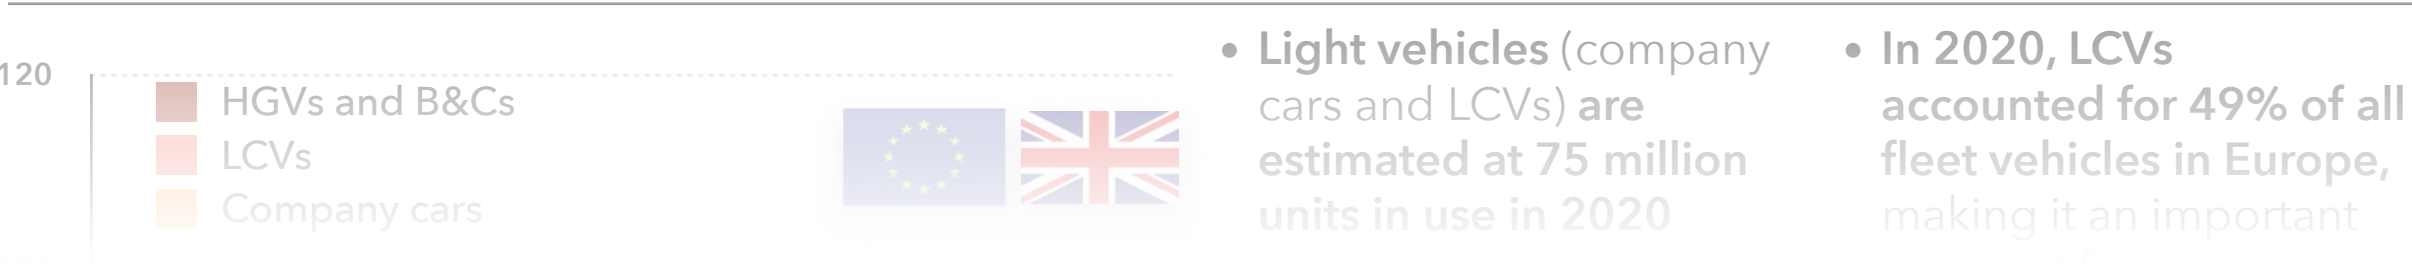 120
HGVs and B&Cs
LCVs
Company cars
• Light vehicles (company
cars and LCVs) are
estimated at 75 million
units in use in 2020
• In 2020, LCVs
accounted for 49% of all
fleet vehicles in Europe,
making it an important